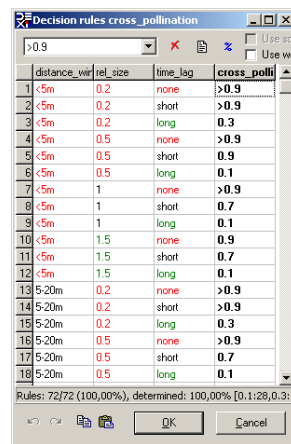 Decision rules cross_pollination
>0.9 % Use sc
Use we
distance_wir rel_size time_lag cross_polli
1 <5m 0.2 none >0.9
2 <5m 0.2 short >0.9
3 <5m 0.2 long 0.3
4 <5m 0.5 none >0.9
5 <5m 0.5 short 0.9
6 <5m 0.5 long 0.1
7 <5m 1 none >0.9
8 <5m 1 short 0.7
9 <5m 1 long 0.1
10 <5m 1.5 none 0.9
11 <5m 1.5 short 0.7
12 <5m 1.5 long 0.1
13 5-20m 0.2 none >0.9
14 5-20m 0.2 short >0.9
15 5-20m 0.2 long 0.3
16 5-20m 0.5 none >0.9
17 5-20m 0.5 short 0.7
18 5-20m 0.5 long 0.1
Rules: 72/72 (100,00%), determined: 100,00% [0.1:28,0.3:
OK Cancel